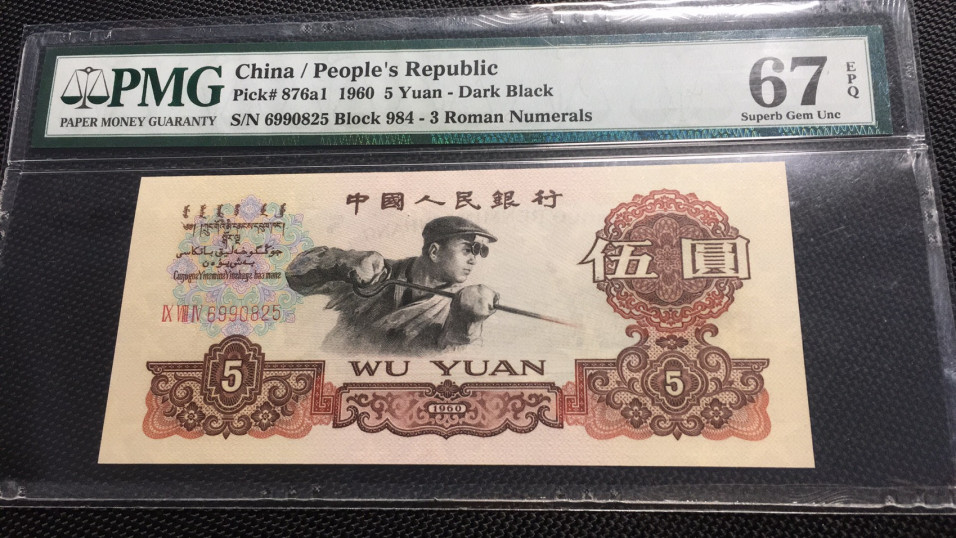 PMG
PAPER MONEY GUARANTY
China / People's Republic
Pick# 876a1 1960 5 Yuan - Dark Black
S/N 6990825 Block 984 - 3 Roman Numerals
67
EPQ
Superb Gem Unc
中國人民銀行
伍圓
IX VIII IV 6990825
WU YUAN
5
1960
5